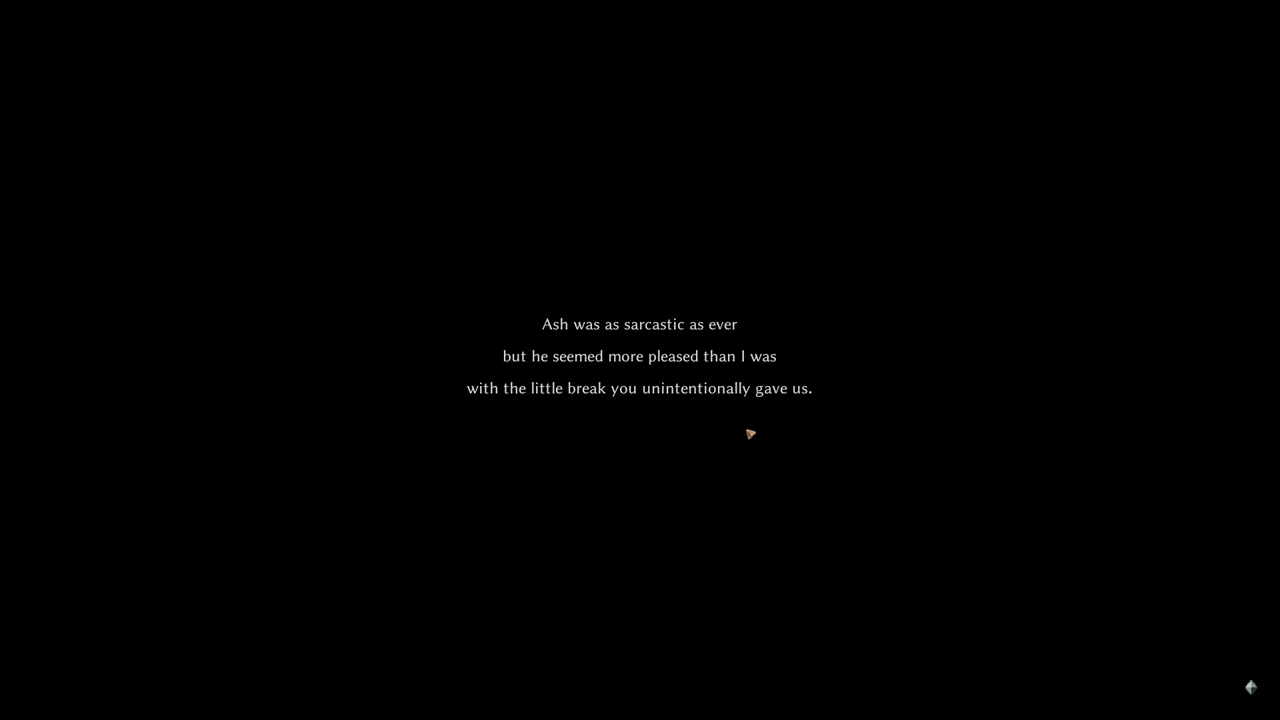 Ash was as sarcastic as ever
but he seemed more pleased than I was
with the little break you unintentionally gave us.